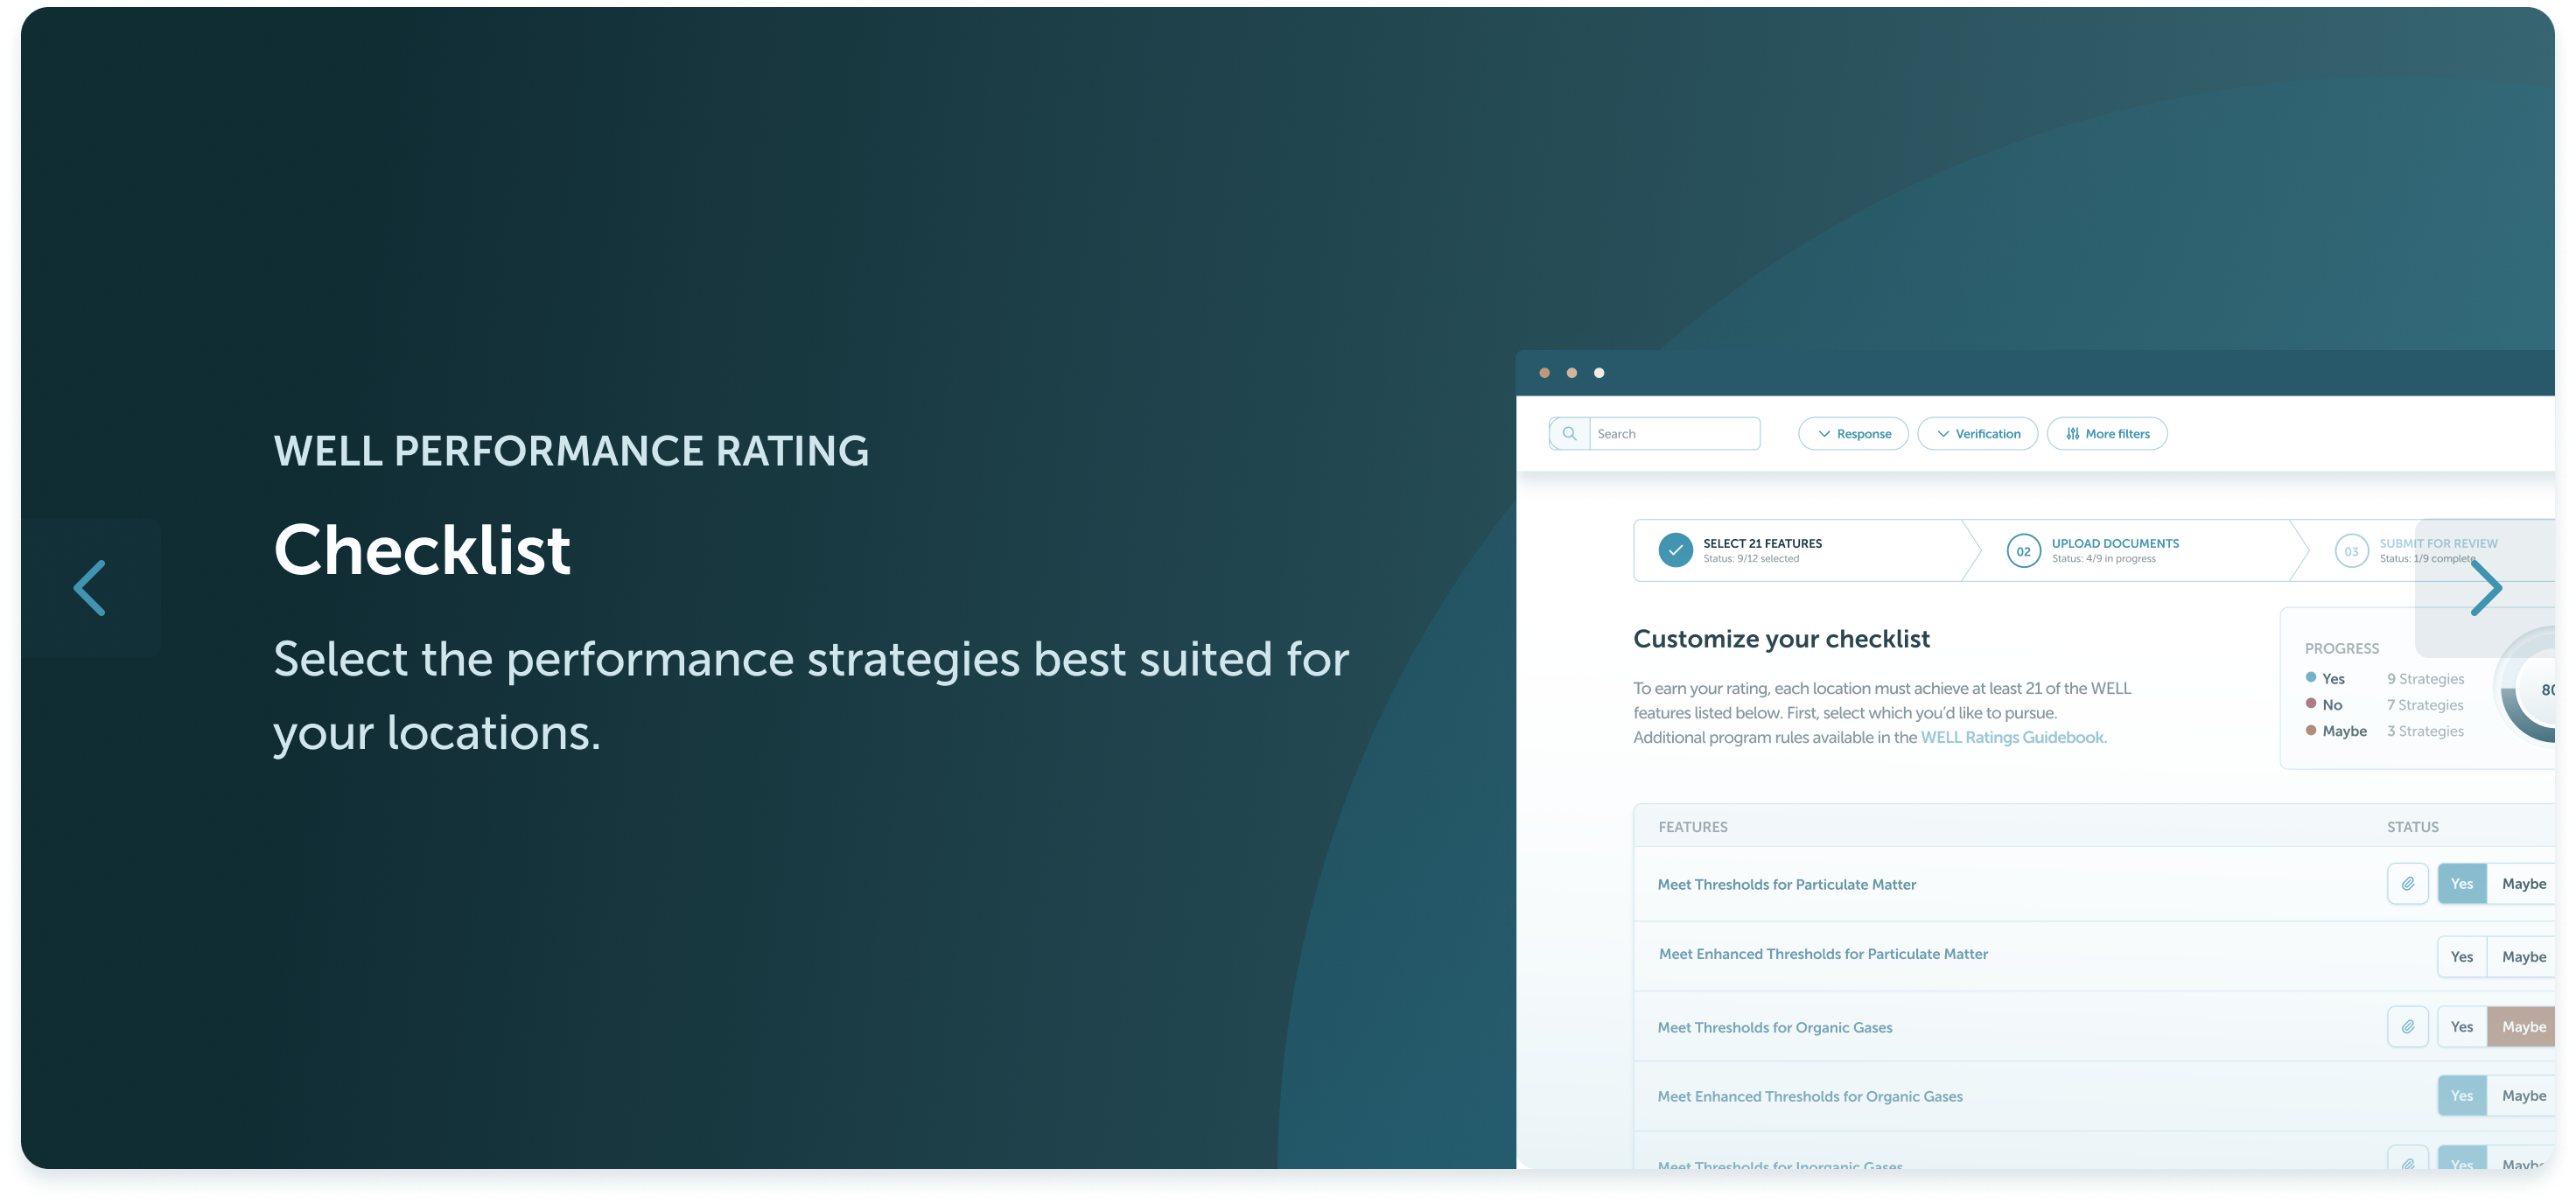 WELL PERFORMANCE RATING
Checklist
Select the performance strategies best suited for
your locations.
Search
Response
Verification
More filters
SELECT 21 FEATURES
Status: 9/12 selected
02
UPLOAD DOCUMENTS
Status: 4/9 in progress
03
SUBMIT FOR REVIEW
Status: 1/9 complete
Customize your checklist
To earn your rating, each location must achieve at least 21 of the WELL
features listed below. First, select which you'd like to pursue.
Additional program rules available in the WELL Ratings Guidebook.
PROGRESS
Yes 9 Strategies
No 7 Strategies
Maybe 3 Strategies
FEATURES STATUS
Meet Thresholds for Particulate Matter Yes Maybe
Meet Enhanced Thresholds for Particulate Matter Yes Maybe
Meet Thresholds for Organic Gases Yes Maybe
Meet Enhanced Thresholds for Organic Gases Yes Maybe
Meet Thresholds for Inorganic Gases Yes Maybe